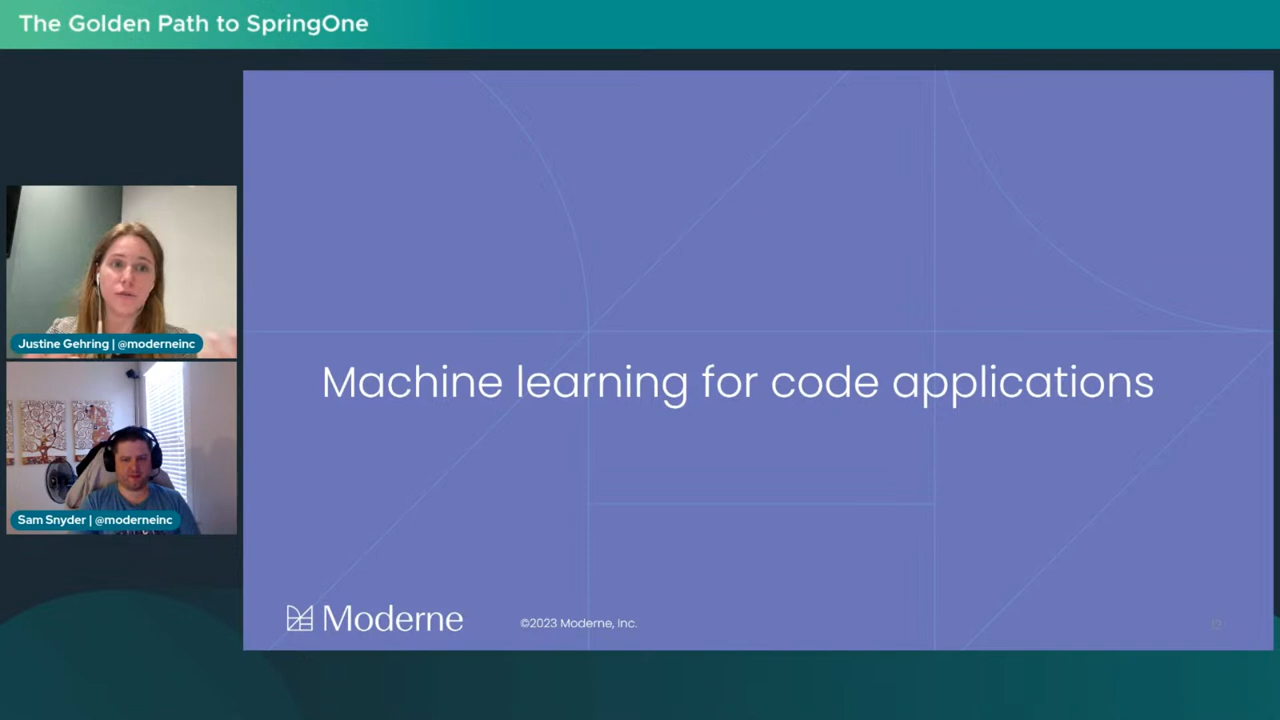 The Golden Path to SpringOne
Justine Gehring | @moderneinc
Sam Snyder | @moderneinc
Machine learning for code applications
Moderne
©2023 Moderne, Inc.